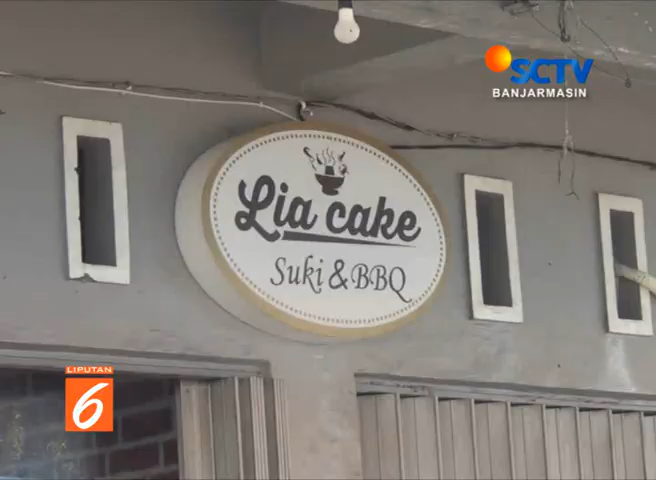 SCTV
BANJARMASIN
Lia cake
Suki & BBQ
LIPUTAN
6